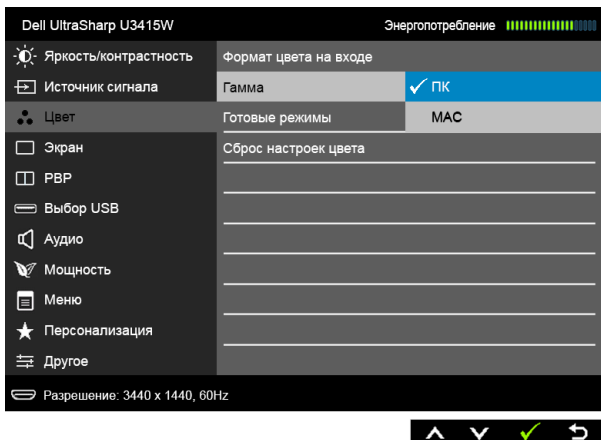 Dell UltraSharp U3415W
Энергопотребление
Яркость/контрастность
Формат цвета на входе
Источник сигнала
Гамма
ПК
Цвет
Готовые режимы
MAC
Экран
Сброс настроек цвета
PBP
Выбор USB
Аудио
Мощность
Меню
Персонализация
Другое
Разрешение: 3440 x 1440, 60Hz